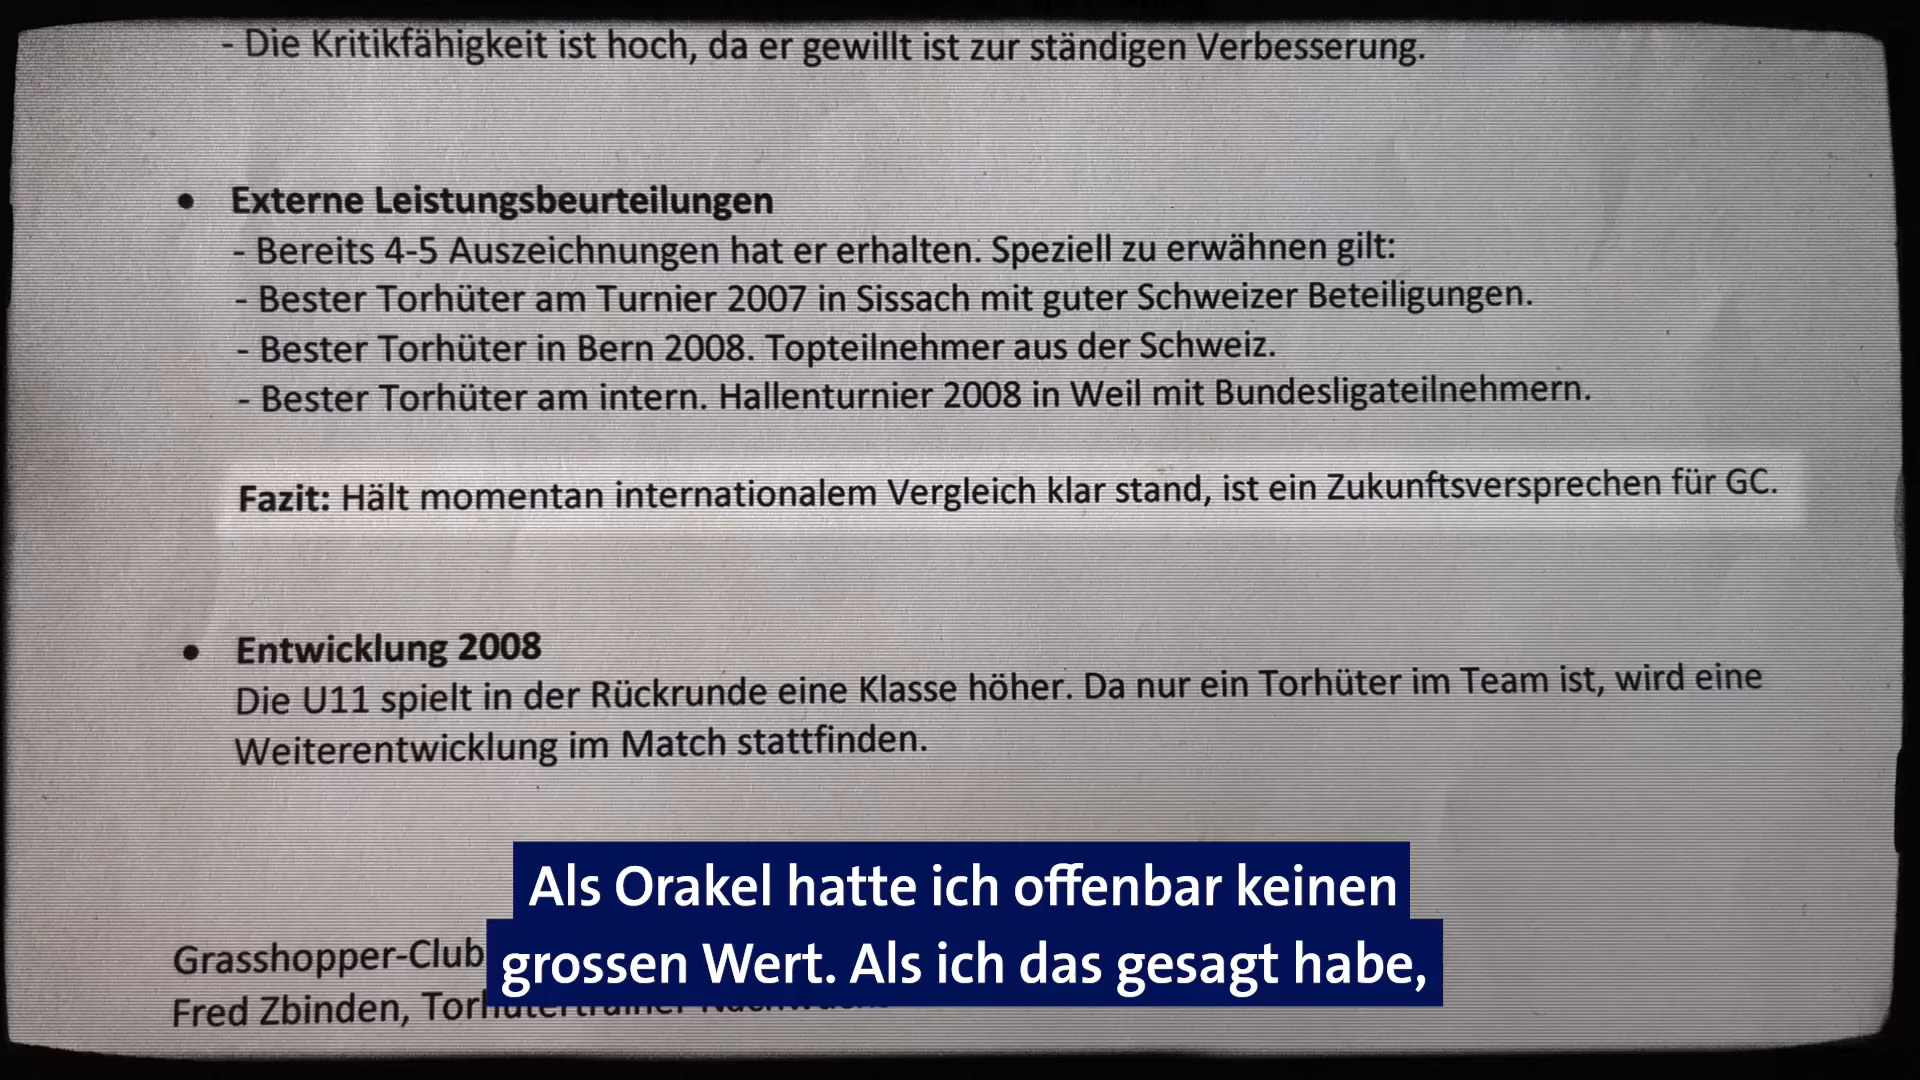 - Die Kritikfähigkeit ist hoch, da er gewillt ist zur ständigen Verbesserung.
• Externe Leistungsbeurteilungen
- Bereits 4-5 Auszeichnungen hat er erhalten. Speziell zu erwähnen gilt:
- Bester Torhüter am Turnier 2007 in Sissach mit guter Schweizer Beteiligungen.
- Bester Torhüter in Bern 2008. Topteilnehmer aus der Schweiz.
- Bester Torhüter am intern. Hallenturnier 2008 in Weil mit Bundesligateilnehmern.
Fazit: Hält momentan internationalem Vergleich klar stand, ist ein Zukunftsversprechen für GC.
• Entwicklung 2008
Die U11 spielt in der Rückrunde eine Klasse höher. Da nur ein Torhüter im Team ist, wird eine
Weiterentwicklung im Match stattfinden.
Grasshopper-Club
Fred Zbinden, Torhütertrainer
Als Orakel hatte ich offenbar keinen
grossen Wert. Als ich das gesagt habe,